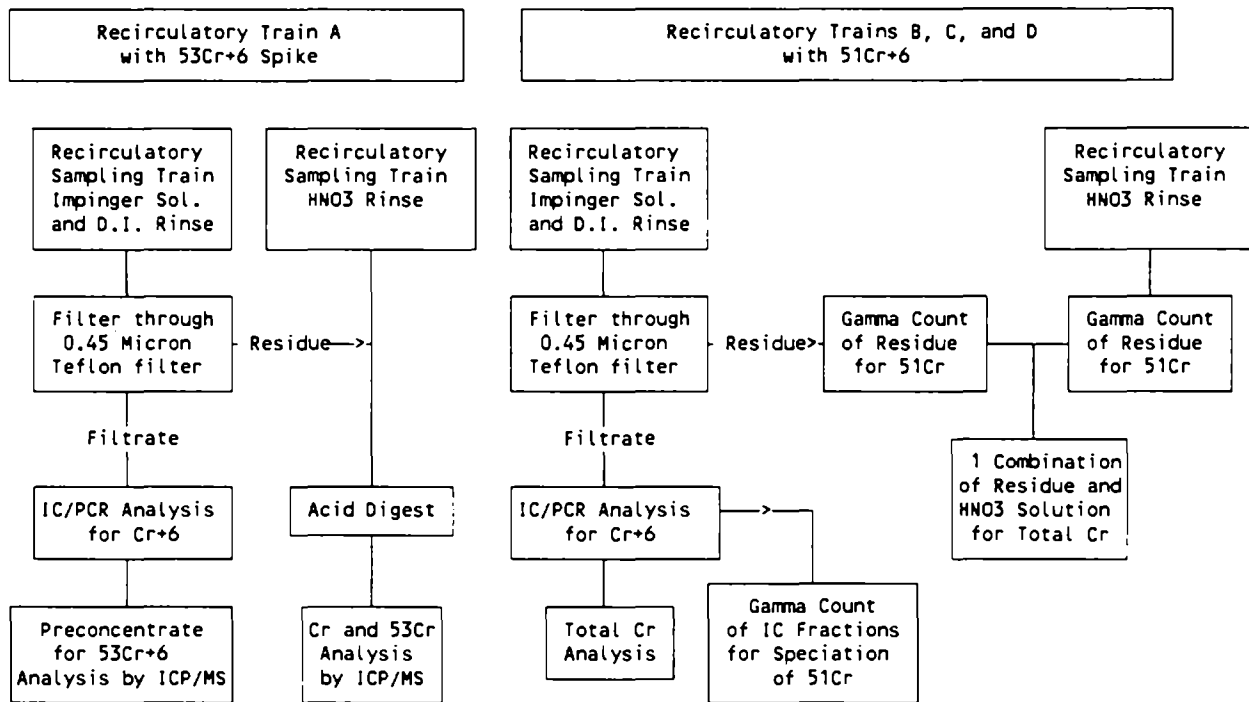 Recirculatory Train A
with 53Cr+6 Spike
Recirculatory Trains B, C, and D
with 51Cr+6
Recirculatory
Sampling Train
Impinger Sol.
and D.I. Rinse
Recirculatory
Sampling Train
HNO3 Rinse
Recirculatory
Sampling Train
Impinger Sol.
and D.I. Rinse
Recirculatory
Sampling Train
HNO3 Rinse
Filter through
0.45 Micron
Teflon filter
Residue
>
Filter through
0.45 Micron
Teflon filter
Residue>
Gamma Count
of Residue
for 51Cr
Gamma Count
of Residue
for 51Cr
Filtrate
Filtrate
1 Combination
of Residue and
HNO3 Solution
for Total Cr
IC/PCR Analysis
for Cr+6
Acid Digest
IC/PCR Analysis
for Cr+6
>
Preconcentrate
for 53Cr+6
Analysis by ICP/MS
Cr and 53Cr
Analysis
by ICP/MS
Total Cr
Analysis
Gamma Count
of IC Fractions
for Speciation
of 51Cr